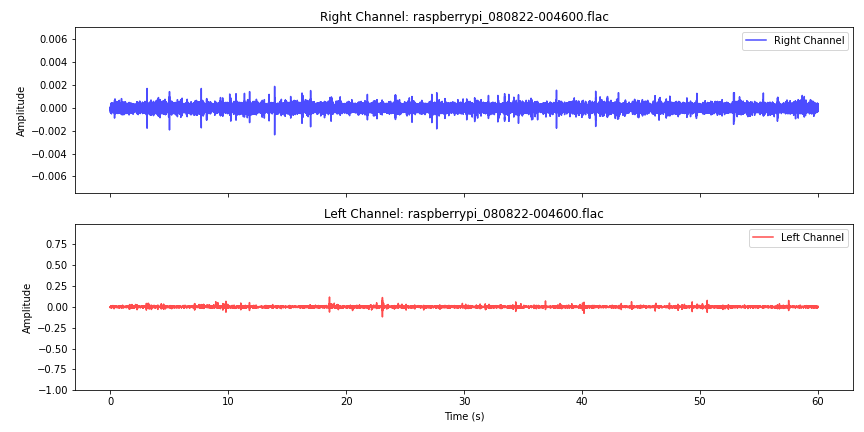 Right Channel: raspberrypi_080822-004600.flac
Right Channel
Amplitude
0.006
0.004
0.002
0.000
−0.002
−0.004
−0.006
Left Channel: raspberrypi_080822-004600.flac
Left Channel
Amplitude
0.75
0.50
0.25
0.00
−0.25
−0.50
−0.75
−1.00
0 10 20 30 40 50 60
Time (s)